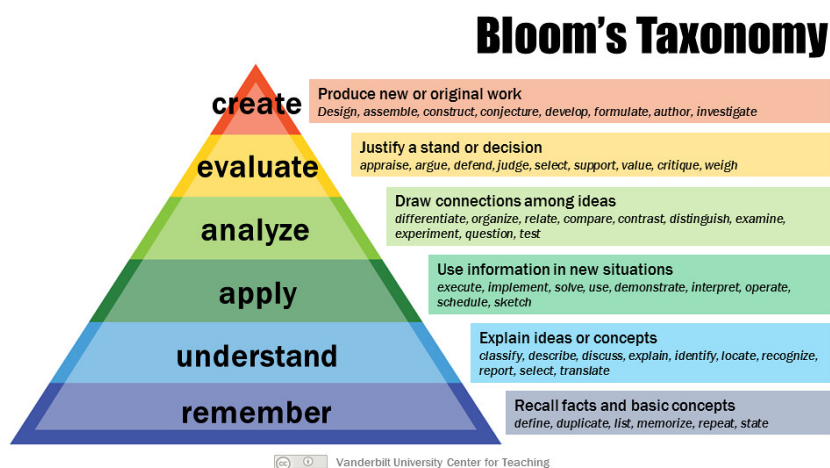 Bloom's Taxonomy
create
Produce new or original work
Design, assemble, construct, conjecture, develop, formulate, author, investigate
evaluate
Justify a stand or decision
appraise, argue, defend, judge, select, support, value, critique, weigh
analyze
Draw connections among ideas
differentiate, organize, relate, compare, contrast, distinguish, examine,
experiment, question, test
apply
Use information in new situations
execute, implement, solve, use, demonstrate, interpret, operate,
schedule, sketch
understand
Explain ideas or concepts
classify, describe, discuss, explain, identify, locate, recognize,
report, select, translate
remember
Recall facts and basic concepts
define, duplicate, list, memorize, repeat, state
cc
Vanderbilt University Center for Teaching